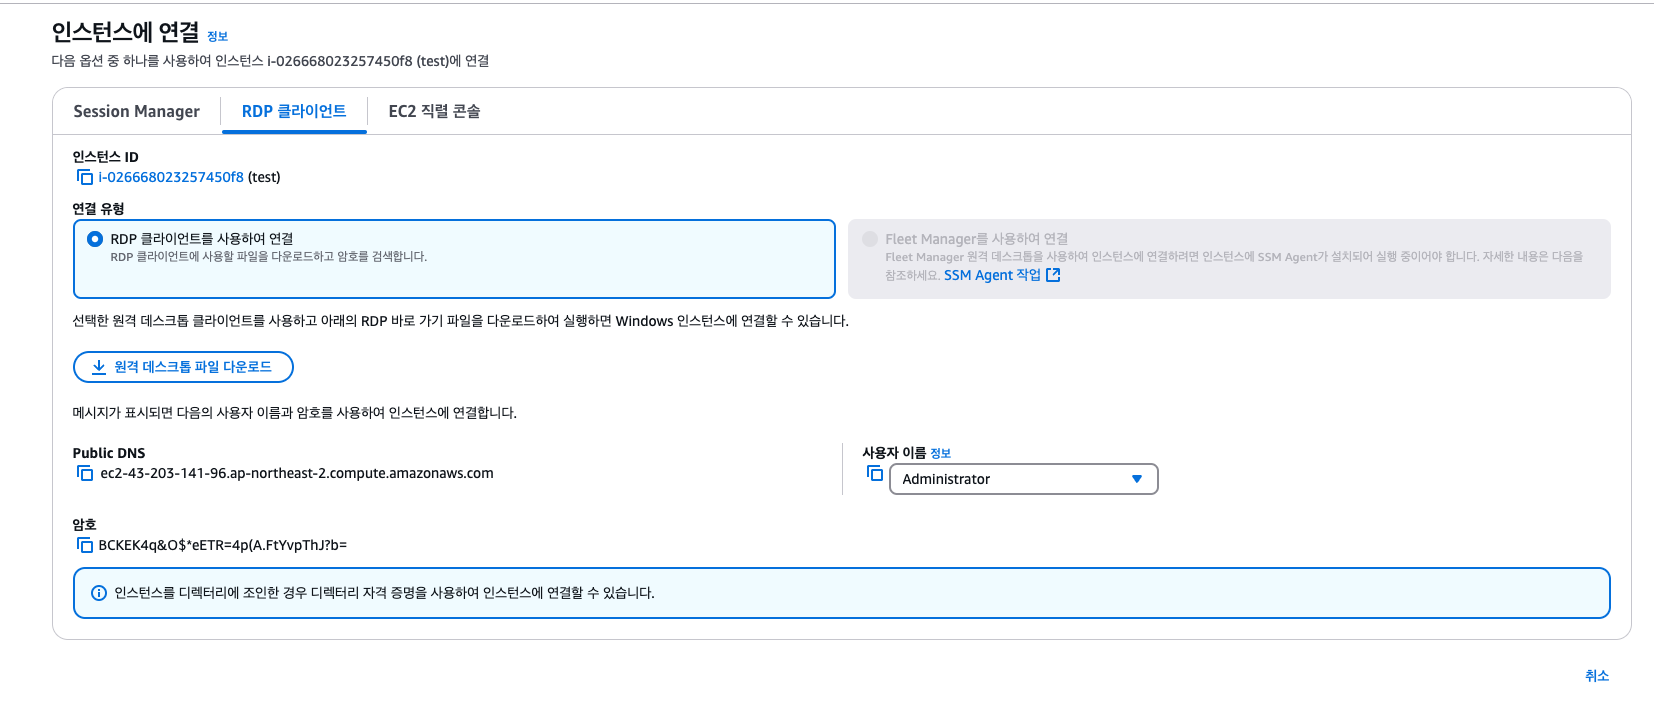 인스턴스에 연결 정보
다음 옵션 중 하나를 사용하여 인스턴스 i-026668023257450f8 (test)에 연결
Session Manager
RDP 클라이언트
EC2 직렬 콘솔
인스턴스 ID
i-026668023257450f8 (test)
연결 유형
RDP 클라이언트를 사용하여 연결
RDP 클라이언트에 사용할 파일을 다운로드하고 암호를 검색합니다.
Fleet Manager를 사용하여 연결
Fleet Manager 원격 데스크톱을 사용하여 인스턴스에 연결하려면 인스턴스에 SSM Agent가 설치되어 실행 중이어야 합니다. 자세한 내용은 다음을
참조하세요. SSM Agent 작업
선택한 원격 데스크톱 클라이언트를 사용하고 아래의 RDP 바로 가기 파일을 다운로드하여 실행하면 Windows 인스턴스에 연결할 수 있습니다.
원격 데스크톱 파일 다운로드
메시지가 표시되면 다음의 사용자 이름과 암호를 사용하여 인스턴스에 연결합니다.
Public DNS
ec2-43-203-141-96.ap-northeast-2.compute.amazonaws.com
사용자 이름 정보
Administrator
암호
BCKEK4q&O$*eETR=4p(A.FtYvpThJ?b=
인스턴스를 디렉터리에 조인한 경우 디렉터리 자격 증명을 사용하여 인스턴스에 연결할 수 있습니다.
취소